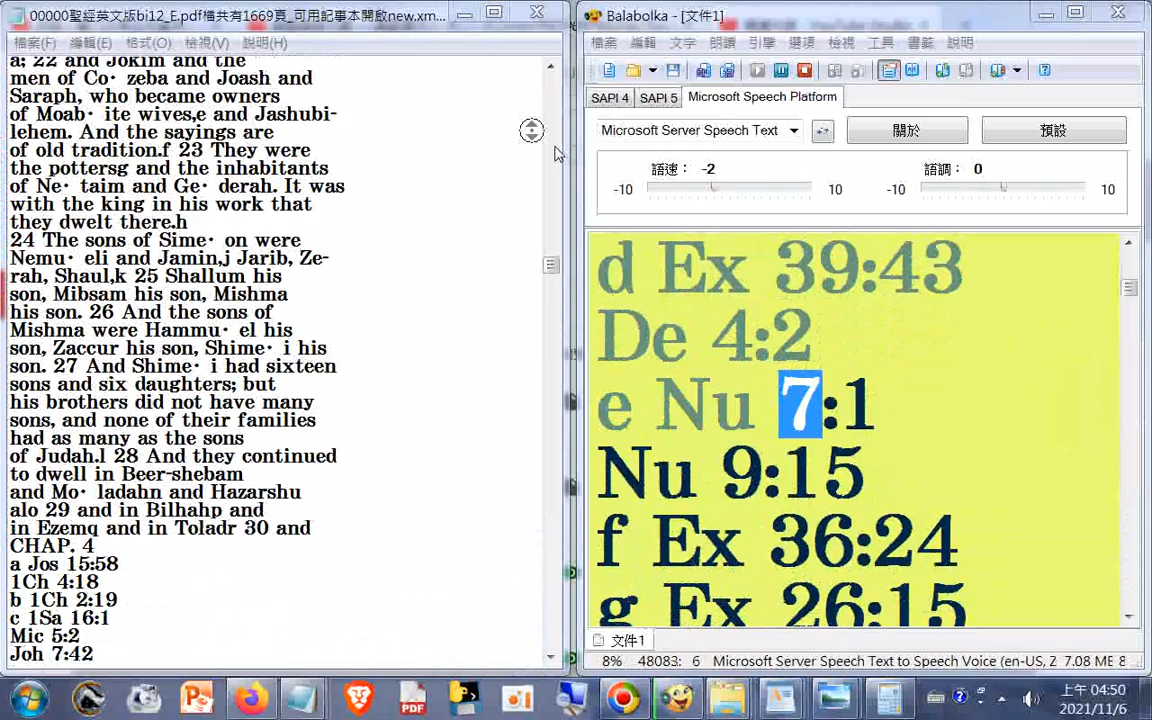 00000聖經英文版bi12_E.pdf檔共有1669頁_可用記事本開啟new.xm...
檔案(F) 編輯(E) 格式(O) 檢視(V) 說明(H)
a; 22 and Jokim and the
men of Co· zeba and Joash and
Saraph, who became owners
of Moab· ite wives,e and Jashubi-
lehem. And the sayings are
of old tradition.f 23 They were
the pottersg and the inhabitants
of Ne· taim and Ge· derah. It was
with the king in his work that
they dwelt there.h
24 The sons of Sime· on were
Nemu· eli and Jamin,j Jarib, Ze-
rah, Shaul,k 25 Shallum his
son, Mibsam his son, Mishma
his son. 26 And the sons of
Mishma were Hammu· el his
son, Zaccur his son, Shime· i his
son. 27 And Shime· i had sixteen
sons and six daughters; but
his brothers did not have many
sons, and none of their families
had as many as the sons
of Judah.l 28 And they continued
to dwell in Beer-shebam
and Mo· ladahn and Hazarshu
alo 29 and in Bilhahp and
in Ezemq and in Toladr 30 and
CHAP. 4
a Jos 15:58
1Ch 4:18
b 1Ch 2:19
c 1Sa 16:1
Mic 5:2
Joh 7:42
Balabolka - [文件1]
檔案 編輯 文字 朗讀 引擎 選項 檢視 工具 書籤 說明
SAPI 4 SAPI 5 Microsoft Speech Platform
Microsoft Server Speech Text 關於 預設
語速: -2 語調: 0
-10 10 -10 10
d Ex 39:43
De 4:2
e Nu 7:1
Nu 9:15
f Ex 36:24
g Ex 26:15
文件1
8% 48083: 6 Microsoft Server Speech Text to Speech Voice (en-US, Z 7.08 MB 8
PDF
上午 04:50
2021/11/6